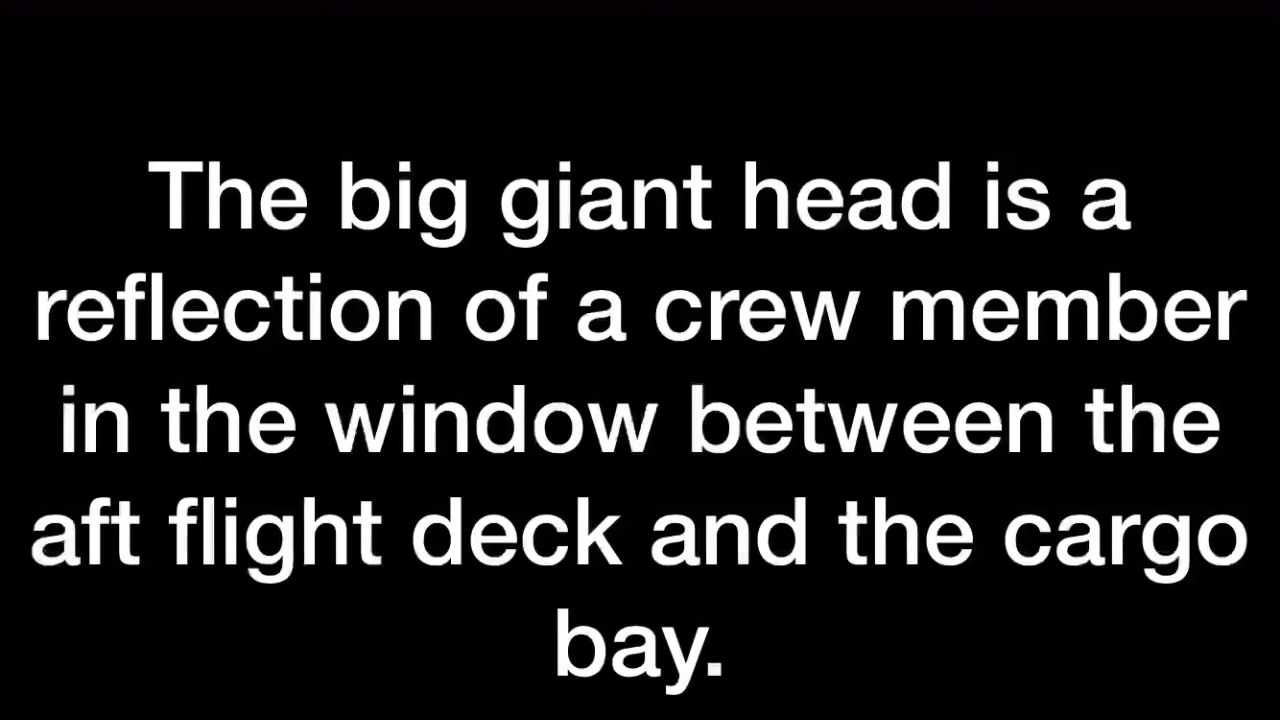 The big giant head is a
reflection of a crew member
in the window between the
aft flight deck and the cargo
bay.